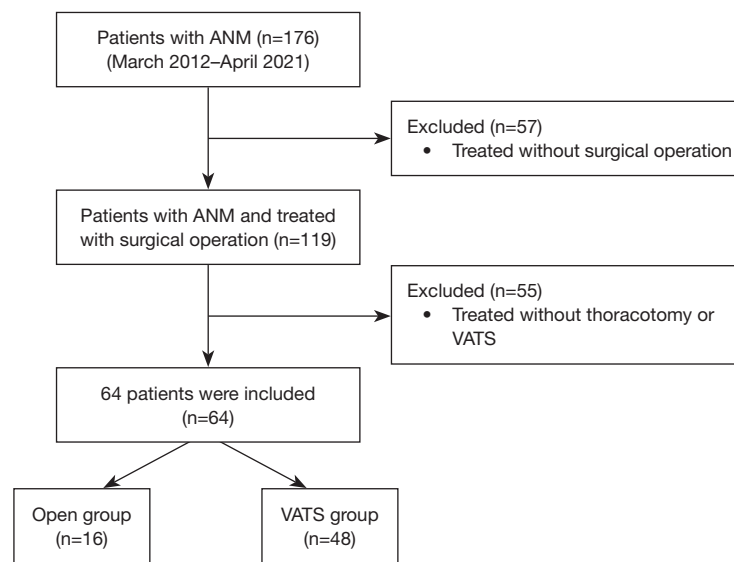 Patients with ANM (n=176)
(March 2012–April 2021)
Excluded (n=57)
• Treated without surgical operation
Patients with ANM and treated
with surgical operation (n=119)
Excluded (n=55)
• Treated without thoracotomy or
VATS
64 patients were included
(n=64)
Open group
(n=16)
VATS group
(n=48)